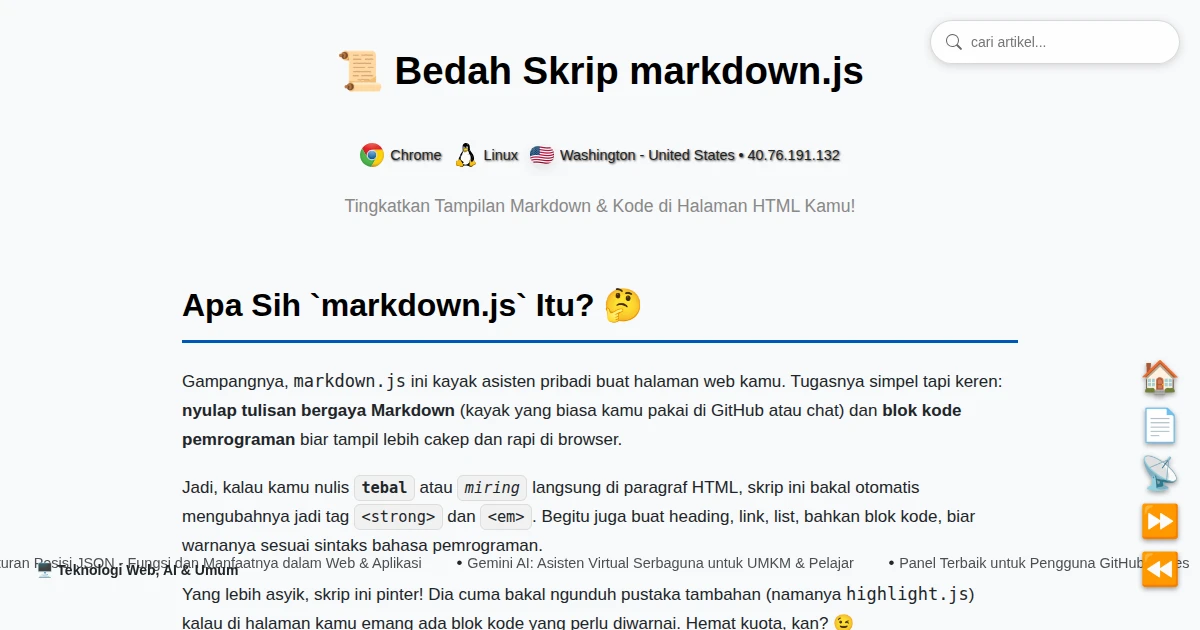 cari artikel...
📜 Bedah Skrip markdown.js
Chrome Linux Washington - United States • 40.76.191.132
Tingkatkan Tampilan Markdown & Kode di Halaman HTML Kamu!
Apa Sih `markdown.js` Itu? 🤔
Gampangnya, markdown.js ini kayak asisten pribadi buat halaman web kamu. Tugasnya simpel tapi keren:
nyulap tulisan bergaya Markdown (kayak yang biasa kamu pakai di GitHub atau chat) dan blok kode
pemrograman biar tampil lebih cakep dan rapi di browser.
Jadi, kalau kamu nulis tebal atau miring langsung di paragraf HTML, skrip ini bakal otomatis
mengubahnya jadi tag <strong> dan <em>. Begitu juga buat heading, link, list, bahkan blok kode, biar
warnanya sesuai sintaks bahasa pemrograman.
Posisi JSON - Fungsi dan Manfaatnya dalam Web & Aplikasi • Gemini AI: Asisten Virtual Serbaguna untuk UMKM & Pelajar • Panel Terbaik untuk Pengguna GitHub
🖥️ Teknologi Web, AI & Umum
Yang lebih asyik, skrip ini pinter! Dia cuma bakal ngunduh pustaka tambahan (namanya highlight.js)
kalau di halaman kamu emang ada blok kode yang perlu diwarnai. Hemat kuota, kan? 😉